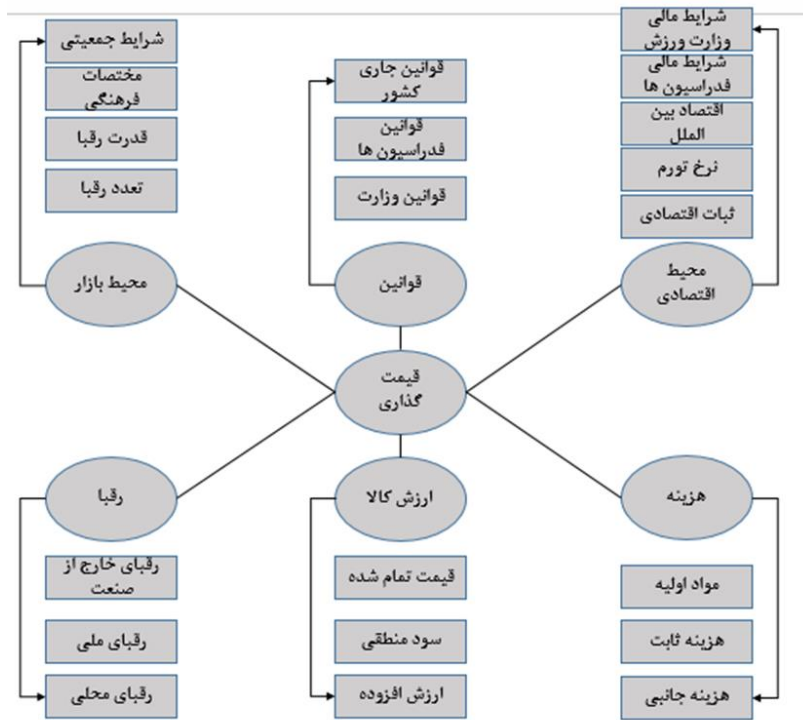 شرایط مالی
وزارت ورزش
شرایط مالی
فدراسیون ها
اقتصاد بین
الملل
نرخ تورم
ثبات اقتصادی
محیط
اقتصادی
قوانین جاری
کشور
قوانین
فدراسیون ها
قوانین وزارت
قوانین
شرایط جمعیتی
مختصات
فرهنگی
قدرت رقبا
تعدد رقبا
محیط بازار
قیمت
گذاری
هزینه
مواد اولیه
هزینه ثابت
هزینه جانبی
ارزش کالا
قیمت تمام شده
سود منطقی
ارزش افزوده
رقبا
رقبای خارج از
صنعت
رقبای ملی
رقبای محلی